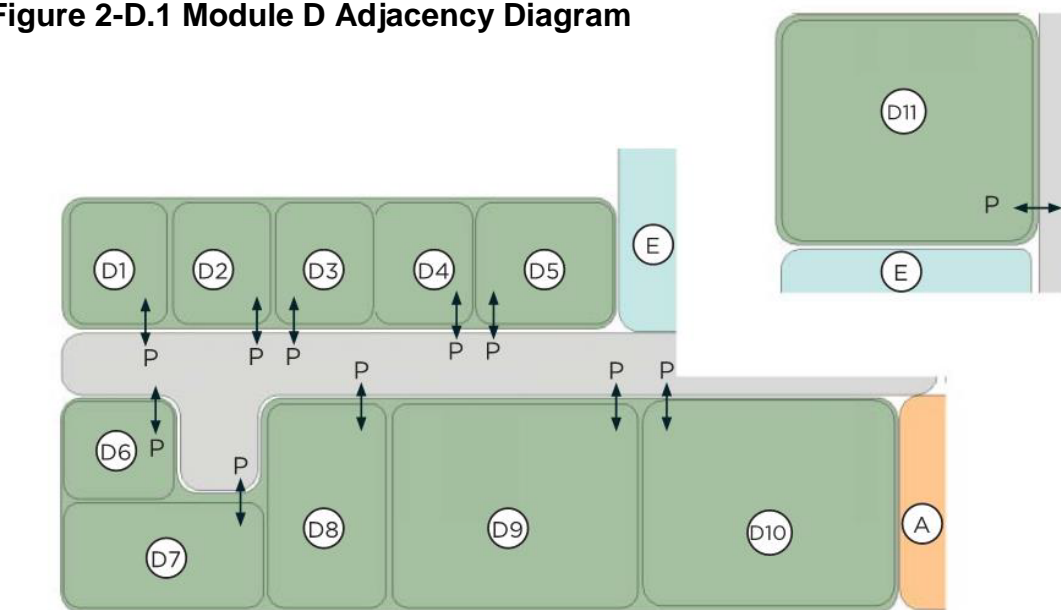 Figure 2-D.1 Module D Adjacency Diagram
D11
P
E
E
D1
D2
D3
D4
D5
P
P
P
P
P
P
P
P
D6
P
P
D8
D9
D10
A
D7